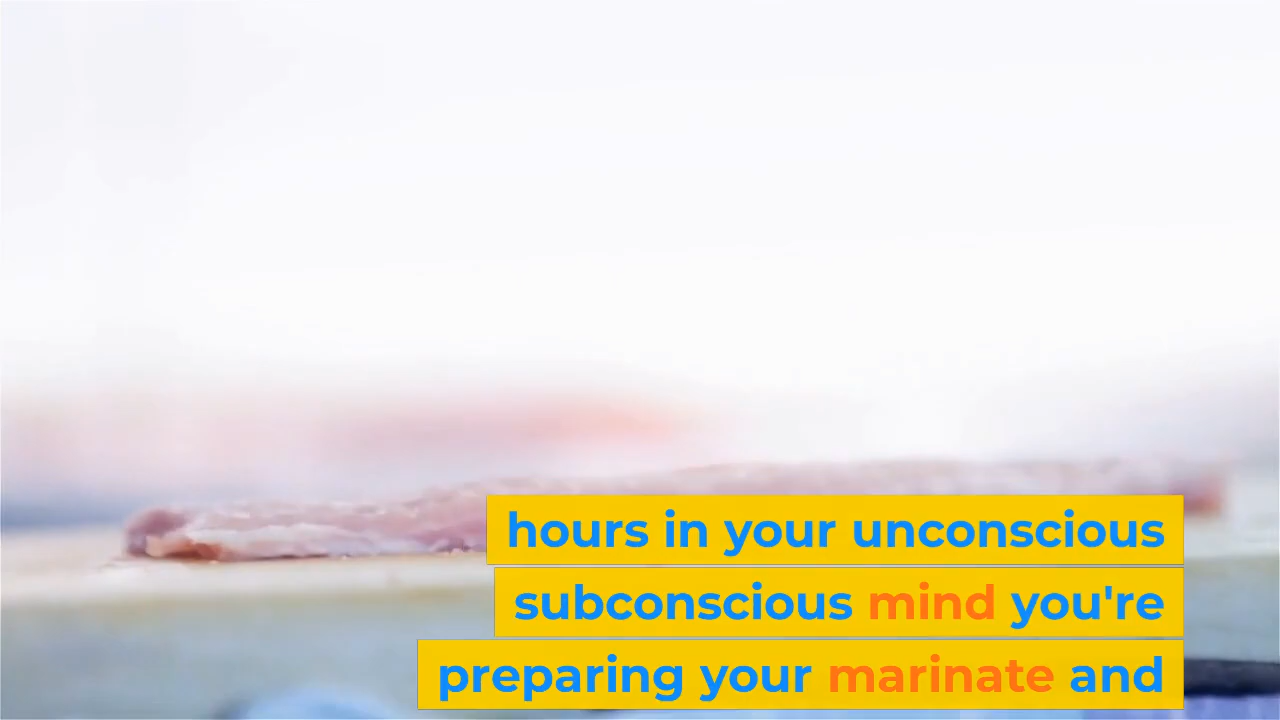 hours in your unconscious
subconscious mind you're
preparing your marinate and